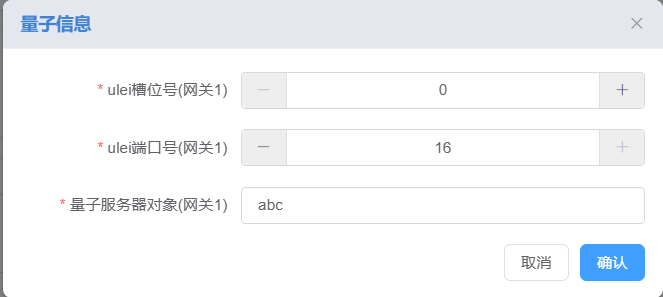 量子信息
* ulei槽位号(网关1)
0
* ulei端口号(网关1)
16
* 量子服务器对象(网关1)
abc
取消 确认